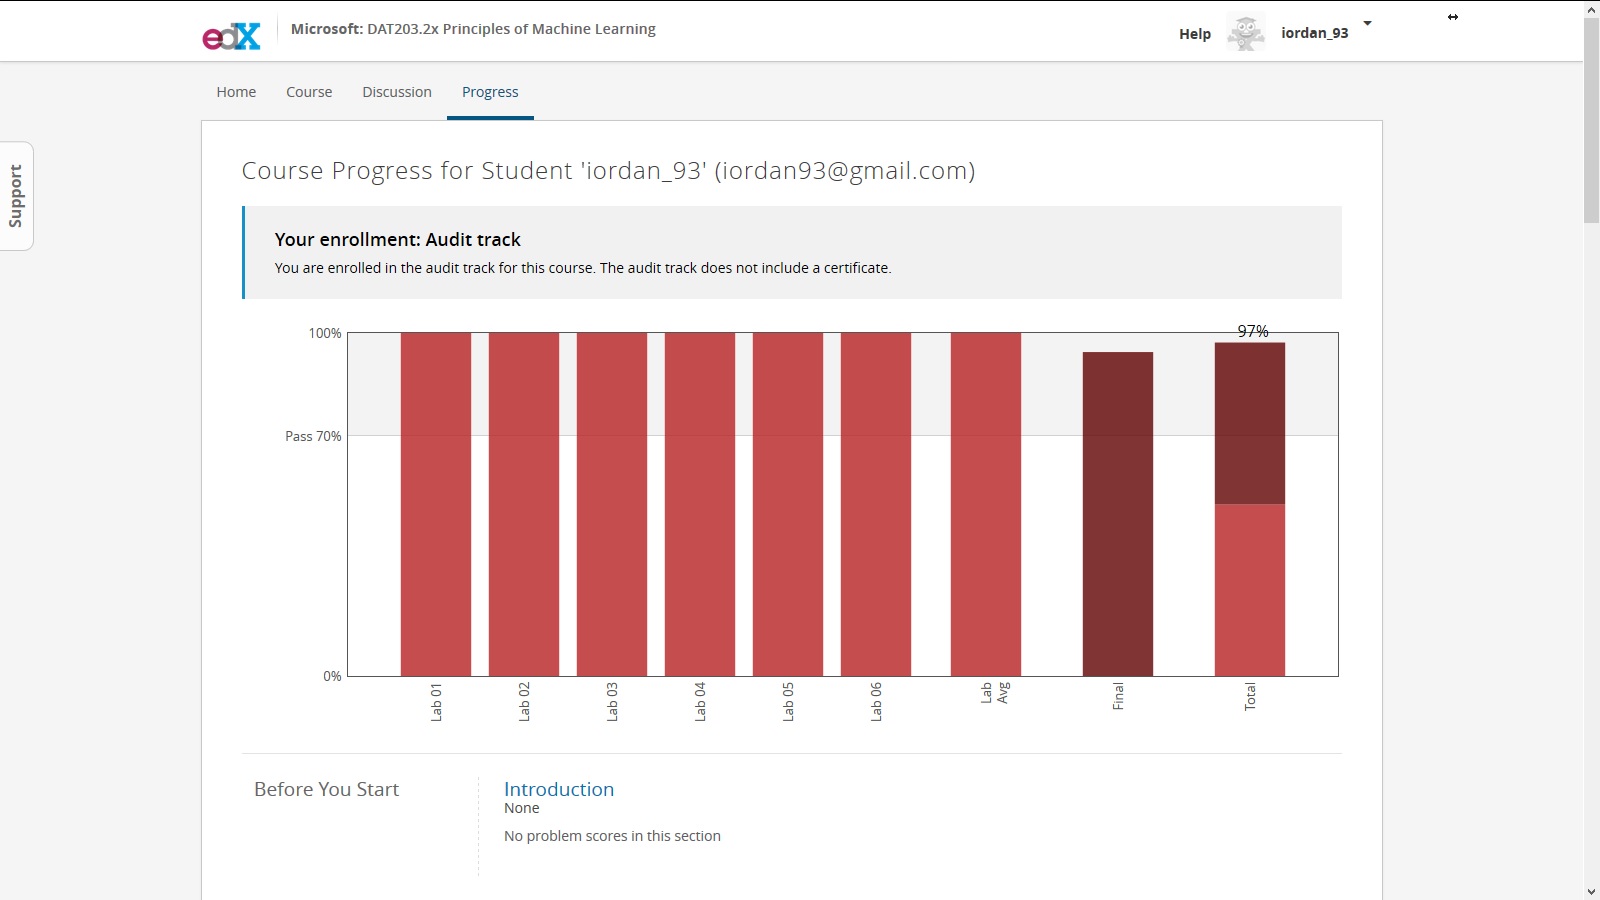 edX
Microsoft: DAT203.2x Principles of Machine Learning
Help
iordan_93
Home
Course
Discussion
Progress
Support
Course Progress for Student 'iordan_93' (iordan93@gmail.com)
Your enrollment: Audit track
You are enrolled in the audit track for this course. The audit track does not include a certificate.
100%
97%
Pass 70%
0%
Lab 01
Lab 02
Lab 03
Lab 04
Lab 05
Lab 06
Lab
Avg
Final
Total
Before You Start
Introduction
None
No problem scores in this section